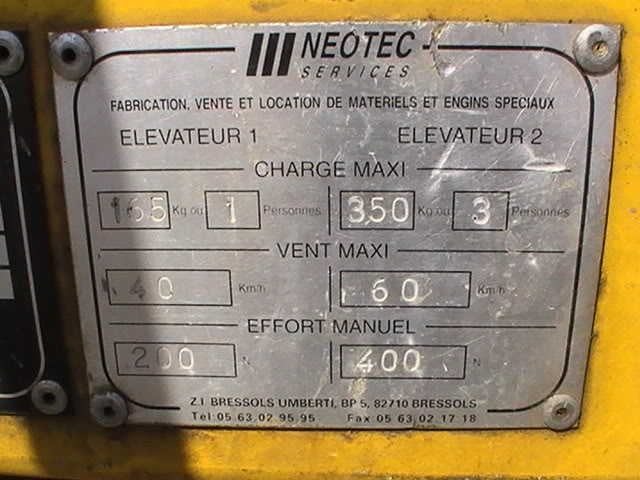 NEOTEC
SERVICES
FABRICATION, VENTE ET LOCATION DE MATERIELS ET ENGINS SPECIAUX
ELEVATEUR 1 ELEVATEUR 2
CHARGE MAXI
165 Kg ou 1 Personnes 350 Kg ou 3 Personnes
VENT MAXI
40 Km/h 60 Km/h
EFFORT MANUEL
200 N 400 N
Z.I BRESSOLS UMBERTI, BP 5, 82710 BRESSOLS
Tel 05 63 02 95 95 Fax 05 63 02 17 18